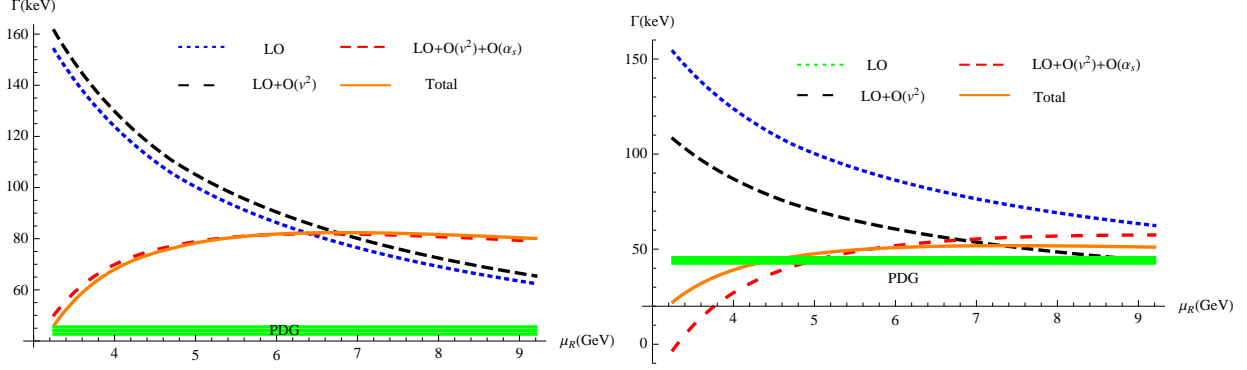 Γ(keV)
160
140
120
100
80
60
LO
LO+O(v²)+O(αₛ)
LO+O(v²)
Total
PDG
4
5
6
7
8
9
μ_R(GeV)
Γ(keV)
150
100
50
0
LO
LO+O(v²)+O(αₛ)
LO+O(v²)
Total
PDG
4
5
6
7
8
9
μ_R(GeV)